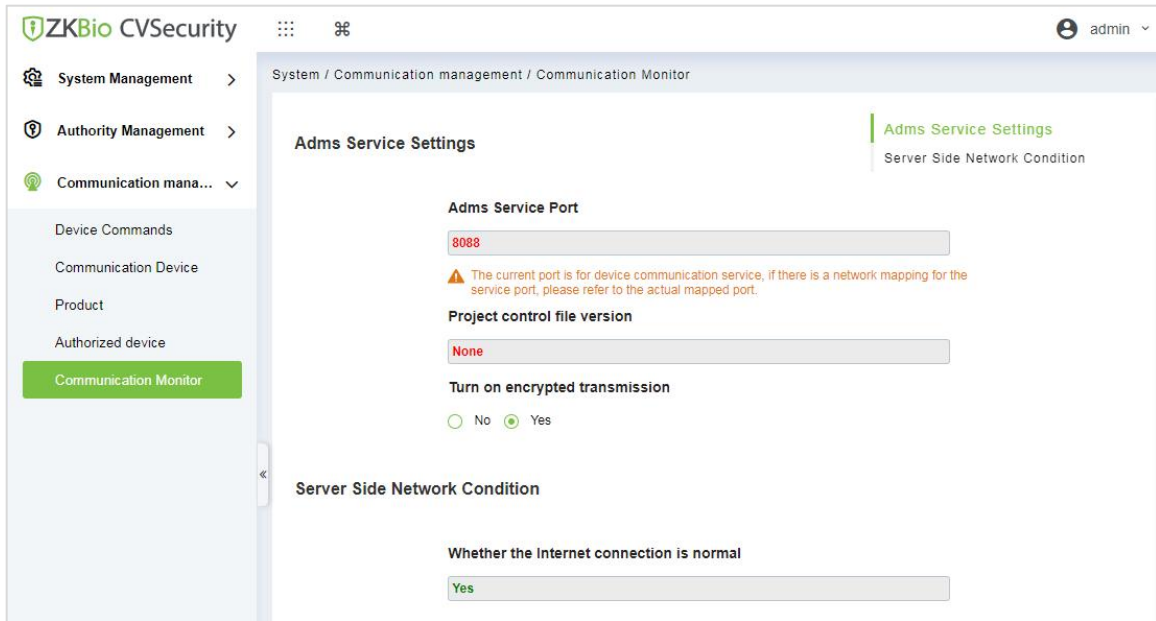 ZKBio CVSecurity
admin
System Management
Authority Management
Communication mana...
Device Commands
Communication Device
Product
Authorized device
Communication Monitor
System / Communication management / Communication Monitor
Adms Service Settings
Adms Service Settings
Server Side Network Condition
Adms Service Port
8088
The current port is for device communication service, if there is a network mapping for the
service port, please refer to the actual mapped port.
Project control file version
None
Turn on encrypted transmission
No Yes
Server Side Network Condition
Whether the Internet connection is normal
Yes